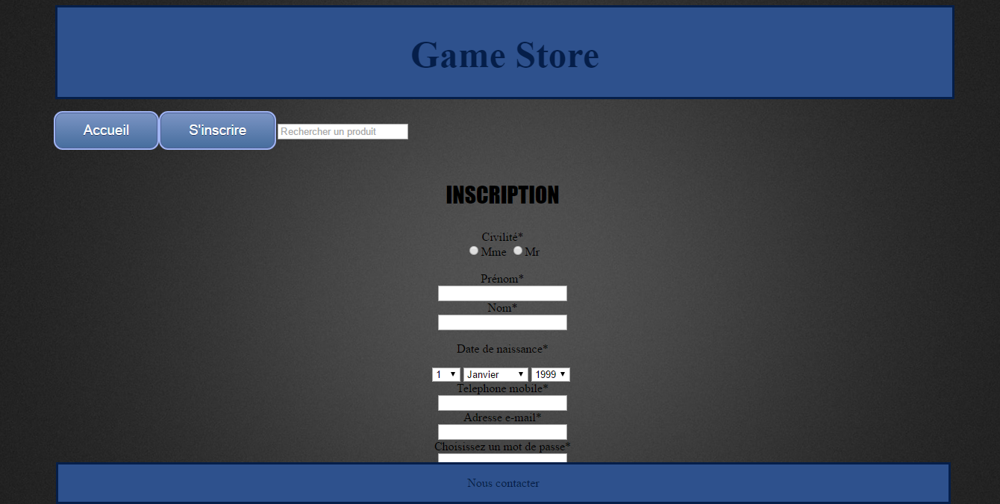 Game Store
Accueil S'inscrire Rechercher un produit
INSCRIPTION
Civilité*
Mme Mr
Prénom*
Nom*
Date de naissance*
1 Janvier 1999
Telephone mobile*
Adresse e-mail*
Choisissez un mot de passe*
Nous contacter